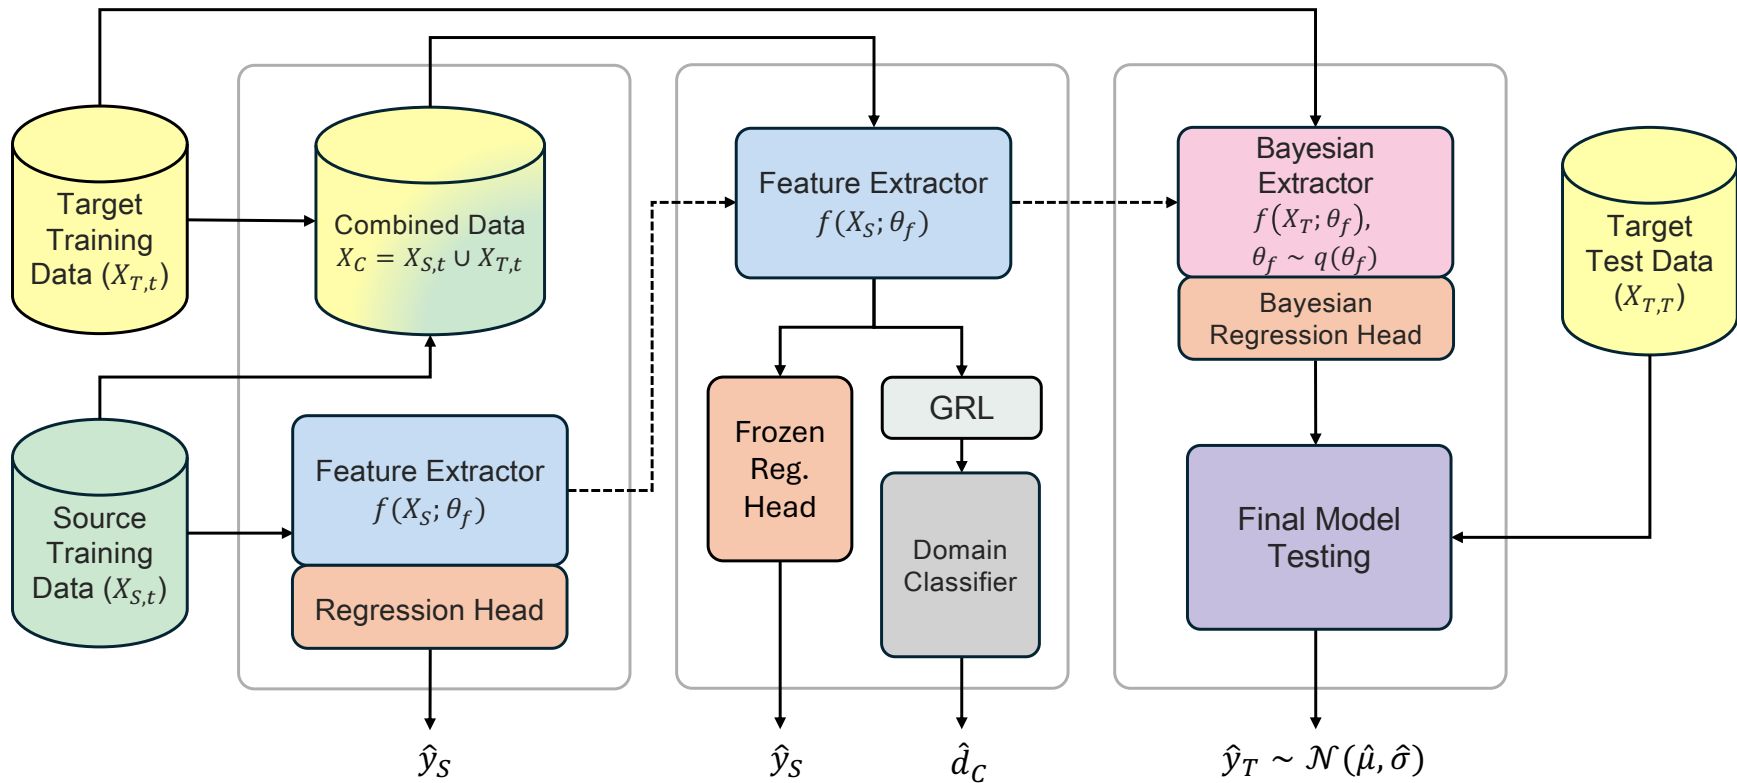 Target
Training
Data (X_{T,t})
Source
Training
Data (X_{S,t})
Combined Data
X_C = X_{S,t} ∪ X_{T,t}
Feature Extractor
f(X_S; θ_f)
Regression Head
ŷ_S
Feature Extractor
f(X_S; θ_f)
Frozen
Reg.
Head
GRL
Domain
Classifier
ŷ_S
d̂_C
Bayesian
Extractor
f(X_T; θ_f),
θ_f ~ q(θ_f)
Bayesian
Regression Head
Final Model
Testing
ŷ_T ~ 𝒩(μ̂, σ̂)
Target
Test Data
(X_{T,T})